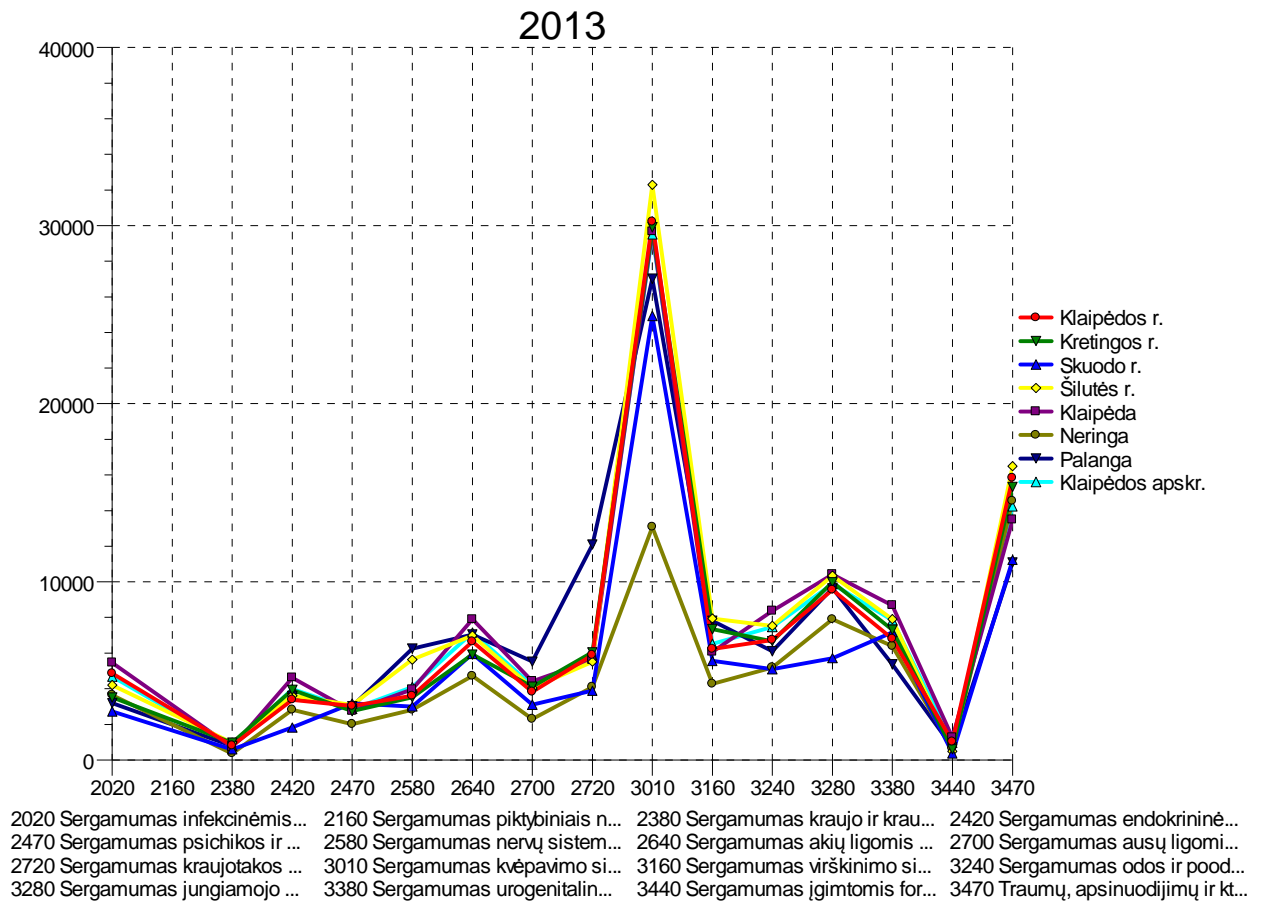 2013
40000
30000
20000
10000
0
2020 2160 2380 2420 2470 2580 2640 2700 2720 3010 3160 3240 3280 3380 3440 3470
Klaipėdos r.
Kretingos r.
Skuodo r.
Šilutės r.
Klaipėda
Neringa
Palanga
Klaipėdos apskr.
2020 Sergamumas infekcinėmis... 2160 Sergamumas piktybiniais n... 2380 Sergamumas kraujo ir krau... 2420 Sergamumas endokrininė...
2470 Sergamumas psichikos ir ... 2580 Sergamumas nervų sistem... 2640 Sergamumas akių ligomis ... 2700 Sergamumas ausų ligomi...
2720 Sergamumas kraujotakos ... 3010 Sergamumas kvėpavimo si... 3160 Sergamumas virškinimo si... 3240 Sergamumas odos ir pood...
3280 Sergamumas jungiamojo ... 3380 Sergamumas urogenitalin... 3440 Sergamumas įgimtomis for... 3470 Traumų, apsinuodijimų ir kt...